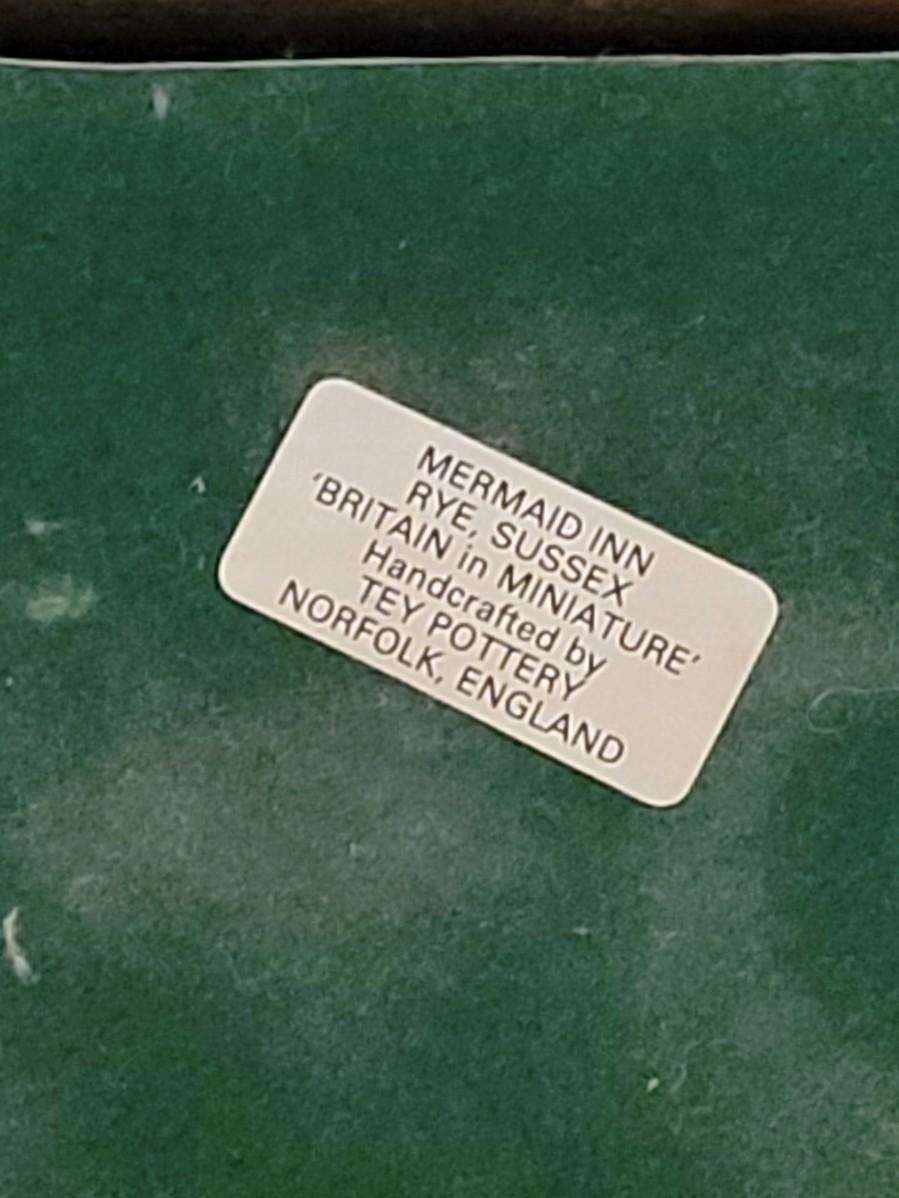 MERMAID INN
RYE, SUSSEX
'BRITAIN in MINIATURE'
Handcrafted by
TEY POTTERY
NORFOLK, ENGLAND